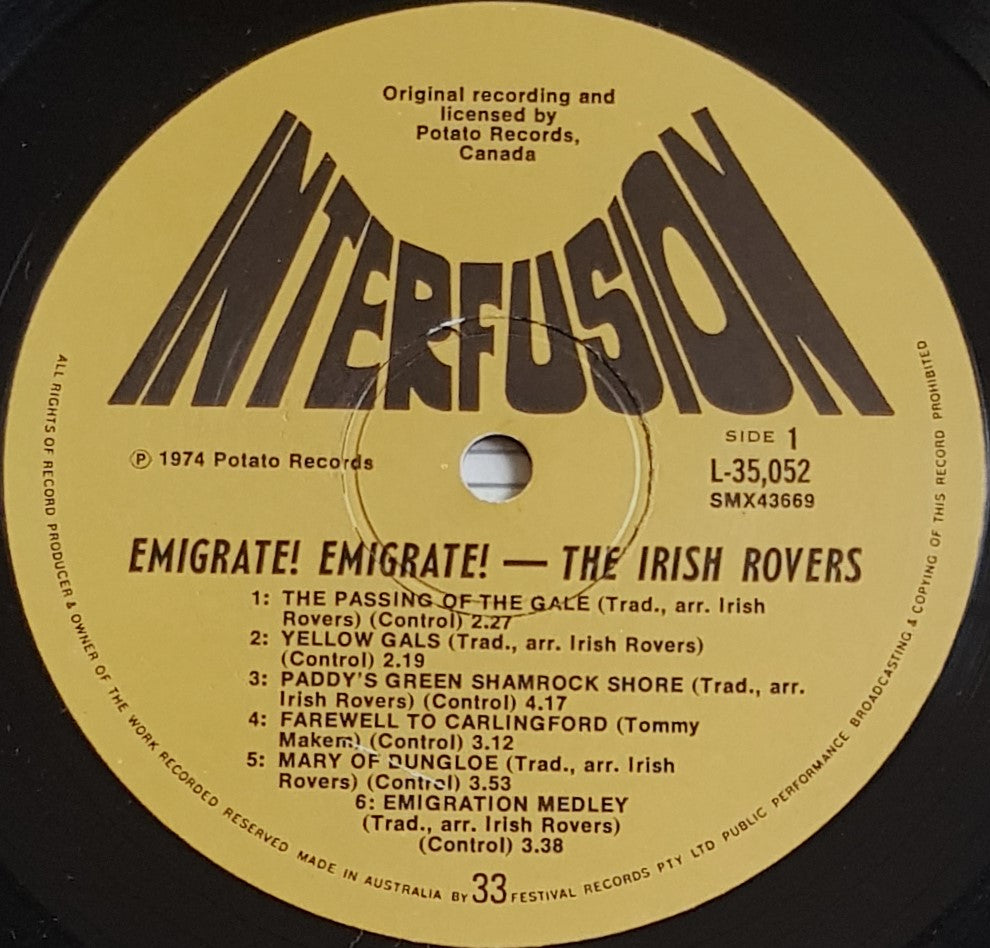 Original recording and
licensed by
Potato Records,
Canada
INTERFUSION
SIDE 1
L-35,052
SMX43669
Ⓟ 1974 Potato Records
EMIGRATE! EMIGRATE! — THE IRISH ROVERS
1: THE PASSING OF THE GALE (Trad., arr. Irish
Rovers) (Control) 2.27
2: YELLOW GALS (Trad., arr. Irish Rovers)
(Control) 2.19
3: PADDY'S GREEN SHAMROCK SHORE (Trad., arr.
Irish Rovers) (Control) 4.17
4: FAREWELL TO CARLINGFORD (Tommy
Makem) (Control) 3.12
5: MARY OF DUNGLOE (Trad., arr. Irish
Rovers) (Control) 3.53
6: EMIGRATION MEDLEY
(Trad., arr. Irish Rovers)
(Control) 3.38
33
ALL RIGHTS OF RECORD PRODUCER & OWNER OF THE WORK RECORDED RESERVED MADE IN AUSTRALIA BY FESTIVAL RECORDS PTY LTD PUBLIC PERFORMANCE BROADCASTING & COPYING OF THIS RECORD PROHIBITED